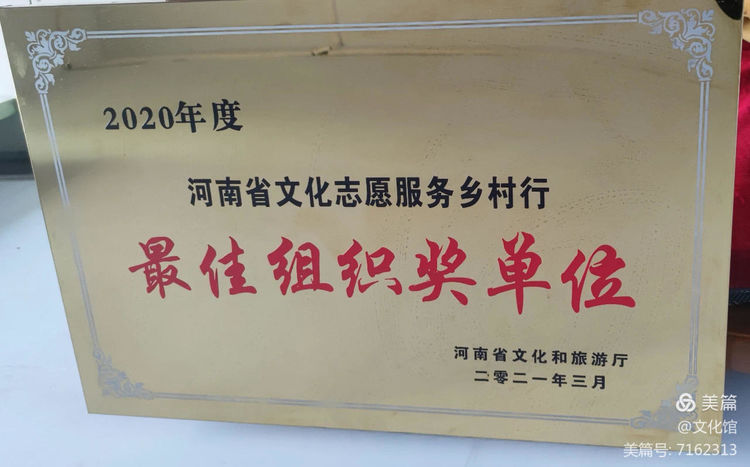 2020年度
河南省文化志愿服务乡村行
最佳组织奖单位
河南省文化和旅游厅
二零二一年三月
美篇
@文化馆
美篇号: 7162313